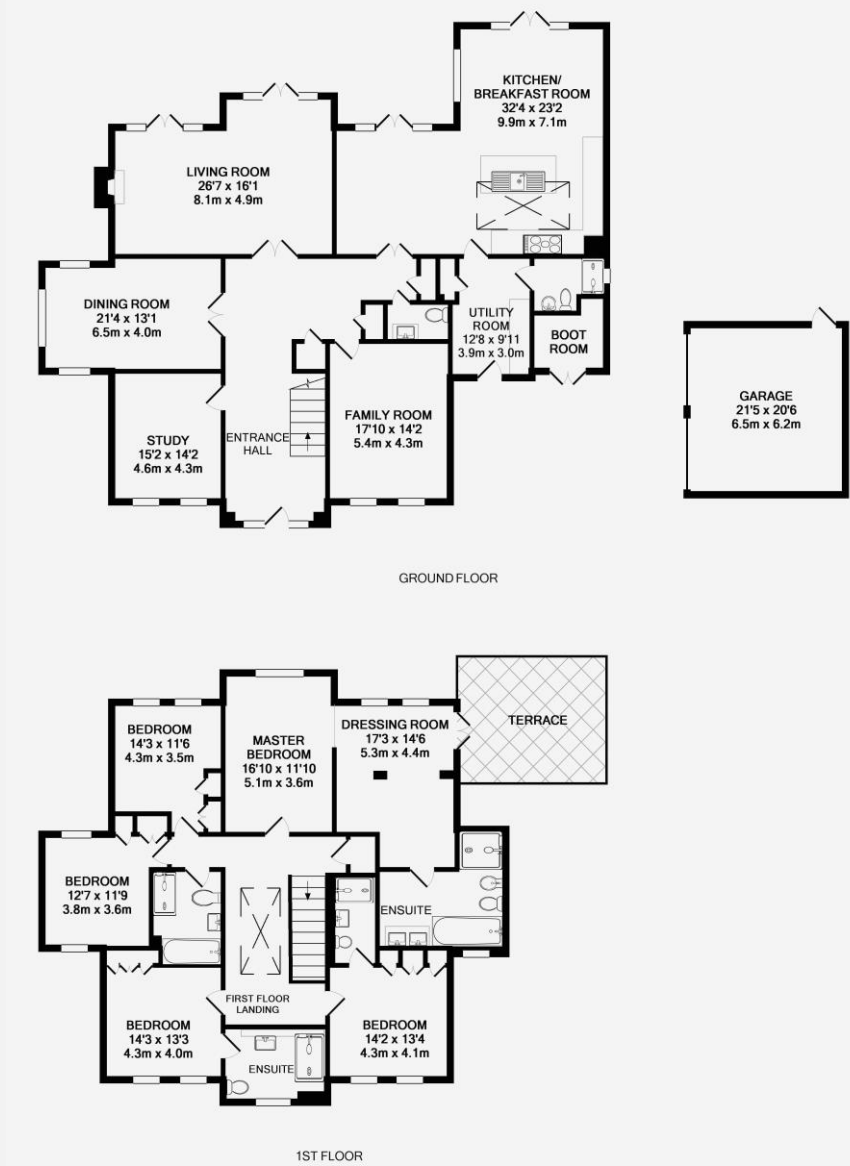 KITCHEN/
BREAKFAST ROOM
32'4 x 23'2
9.9m x 7.1m
LIVING ROOM
26'7 x 16'1
8.1m x 4.9m
DINING ROOM
21'4 x 13'1
6.5m x 4.0m
UTILITY
ROOM
12'8 x 9'11
3.9m x 3.0m
BOOT
ROOM
GARAGE
21'5 x 20'6
6.5m x 6.2m
STUDY
15'2 x 14'2
4.6m x 4.3m
ENTRANCE
HALL
FAMILY ROOM
17'10 x 14'2
5.4m x 4.3m
GROUND FLOOR
BEDROOM
14'3 x 11'6
4.3m x 3.5m
MASTER
BEDROOM
16'10 x 11'10
5.1m x 3.6m
DRESSING ROOM
17'3 x 14'6
5.3m x 4.4m
TERRACE
BEDROOM
12'7 x 11'9
3.8m x 3.6m
ENSUITE
FIRST FLOOR
LANDING
BEDROOM
14'3 x 13'3
4.3m x 4.0m
ENSUITE
BEDROOM
14'2 x 13'4
4.3m x 4.1m
1ST FLOOR